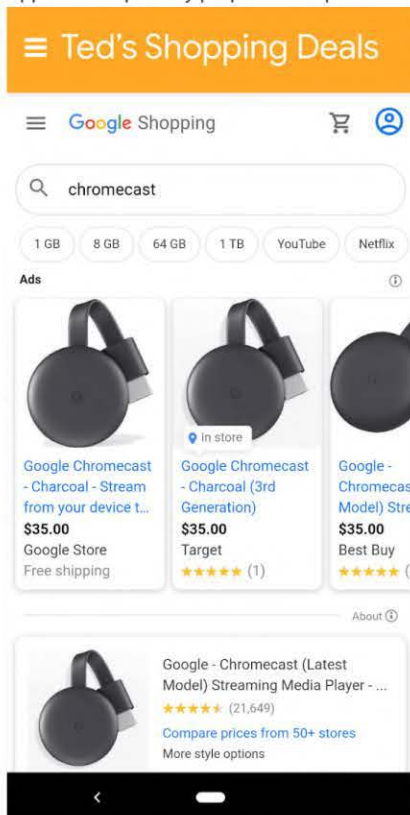 Ted's Shopping Deals
Google Shopping
chromecast
1 GB 8 GB 64 GB 1 TB YouTube Netflix
Ads
In store
Google Chromecast
- Charcoal - Stream
from your device t...
$35.00
Google Store
Free shipping
Google Chromecast
- Charcoal (3rd
Generation)
$35.00
Target
(1)
Google -
Chromecas
Model) Stre
$35.00
Best Buy
(
About
Google - Chromecast (Latest
Model) Streaming Media Player - ...
(21,649)
Compare prices from 50+ stores
More style options